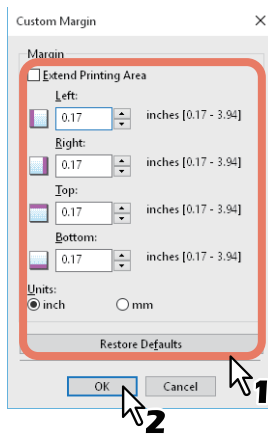 Custom Margin
Margin
Extend Printing Area
Left:
0.17 inches [0.17 - 3.94]
Right:
0.17 inches [0.17 - 3.94]
Top:
0.17 inches [0.17 - 3.94]
Bottom:
0.17 inches [0.17 - 3.94]
Units:
inch mm
Restore Defaults
1
OK Cancel
2